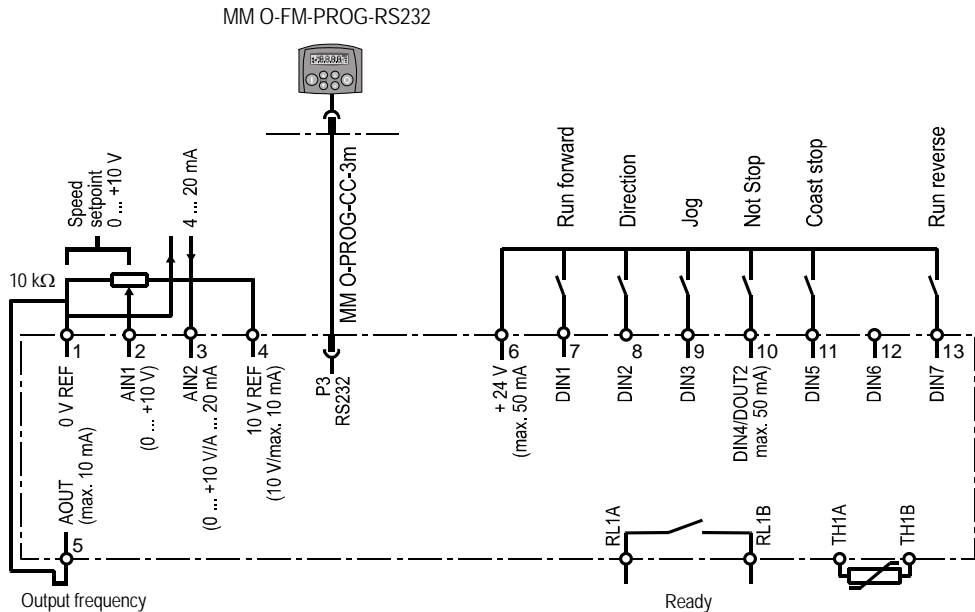 MM O-FM-PROG-RS232
MM O-PROG-CC-3m
Speed
setpoint
0 ... +10 V
4 ... 20 mA
10 kΩ
Run forward
Direction
Jog
Not Stop
Coast stop
Run reverse
1
2
3
4
6
7
8
9
10
11
12
13
0 V REF
AIN1
(0 ... +10 V)
AIN2
(0 ... +10 V/A ... 20 mA
10 V REF
(10 V/max. 10 mA)
P3
RS232
+ 24 V
(max. 50 mA
DIN1
DIN2
DIN3
DIN4/DOUT2
max. 50 mA)
DIN5
DIN6
DIN7
AOUT
(max. 10 mA)
5
RL1A
RL1B
TH1A
TH1B
Output frequency
Ready